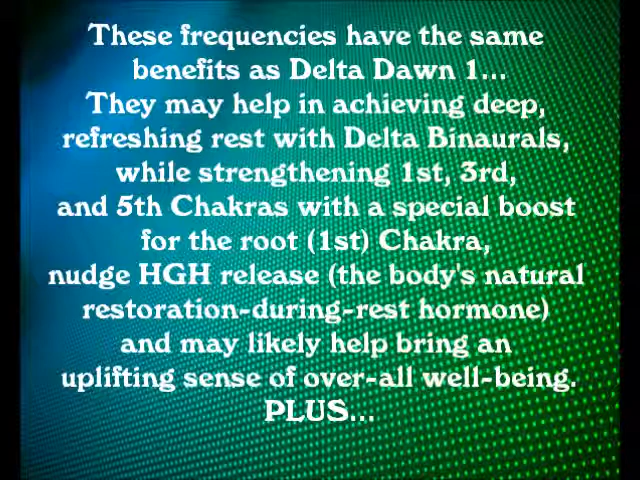 These frequencies have the same
benefits as Delta Dawn 1...
They may help in achieving deep,
refreshing rest with Delta Binaurals,
while strengthening 1st, 3rd,
and 5th Chakras with a special boost
for the root (1st) Chakra,
nudge HGH release (the body's natural
restoration-during-rest hormone)
and may likely help bring an
uplifting sense of over-all well-being.
PLUS...